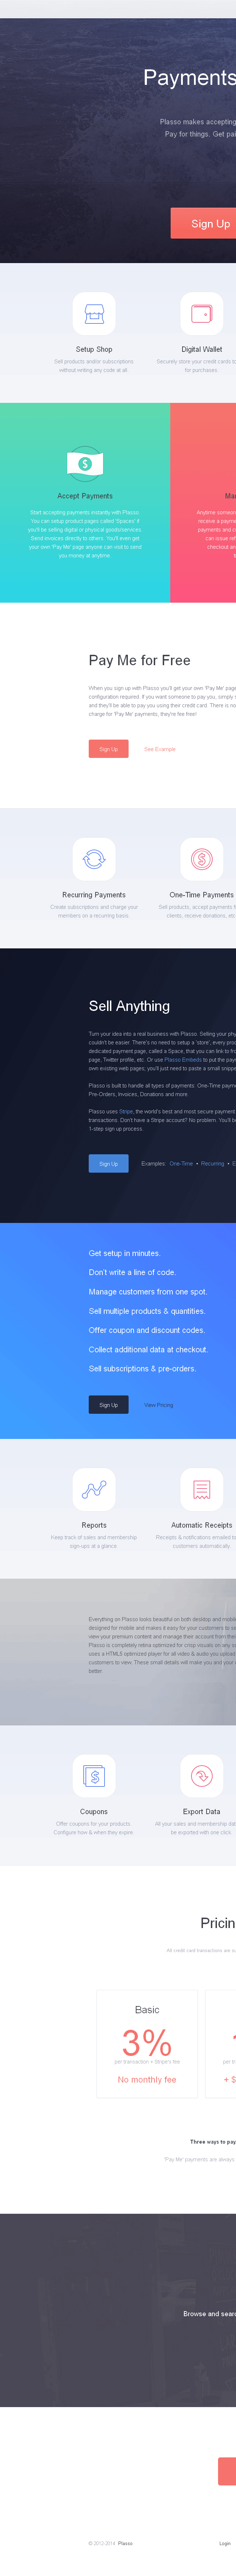 Payments
Plasso makes accepting
Pay for things. Get pai
Sign Up
Setup Shop
Digital Wallet
Sell products and/or subscriptions
without writing any code at all.
Securely store your credit cards to
for purchases.
Accept Payments
Start accepting payments instantly with Plasso.
You can setup product pages called 'Spaces' if
you'll be selling digital or physical goods/services.
Send invoices directly to others. You'll even get
your own 'Pay Me' page anyone can visit to send
you money at anytime.
Ma
Anytime someon
receive a payme
payments and c
can issue ref
checkout wi
Pay Me for Free
When you sign up with Plasso you'll get your own 'Pay Me' page
configuration required. If you want someone to pay you, simply s
and they'll be able to pay you using their credit card. There is no
charge for 'Pay Me' payments, they're fee free!
Sign Up
See Example
Recurring Payments
One-Time Payments
Create subscriptions and charge your
members on a recurring basis.
Sell products, accept payments f
clients, receive donations, etc.
Sell Anything
Turn your idea into a real business with Plasso. Selling your phy
couldn't be easier. There's no need to setup a 'store', every prod
dedicated payment page, called a Space, that you can link to fro
page, Twitter profile, etc. Or use Plasso Embeds to put the paym
own existing web pages; you'll just need to paste a small snippet
Plasso is built to handle all types of payments: One-Time payme
Pre-Orders, Invoices, Donations and more.
Plasso uses Stripe, the world's best and most secure payment
transactions. Don't have a Stripe account? No problem. You'll be
1-step sign up process.
Sign Up
Examples: One-Time • Recurring • E
Get setup in minutes.
Don't write a line of code.
Manage customers from one spot.
Sell multiple products & quantities.
Offer coupon and discount codes.
Collect additional data at checkout.
Sell subscriptions & pre-orders.
Sign Up
View Pricing
Reports
Automatic Receipts
Keep track of sales and membership
sign-ups at a glance.
Receipts & notifications emailed to
customers automatically.
Everything on Plasso looks beautiful on both desktop and mobile
designed for mobile and makes it easy for your customers to
view your premium content and manage their account from thei
Plasso is completely retina optimized for crisp visuals on any
uses a HTML5 optimized player for all video & audio you upload
customers to view. These small details will make you and your
better.
Coupons
Export Data
Offer coupons for your products.
Configure how & when they expire.
All your sales and membership dat
be exported with one click.
Pricin
All credit card transactions are su
Basic
3%
per transaction + Stripe's fee
No monthly fee
per tr
+ $
Three ways to pay
'Pay Me' payments are always
Browse and searc
© 2012-2014 Plasso
Login